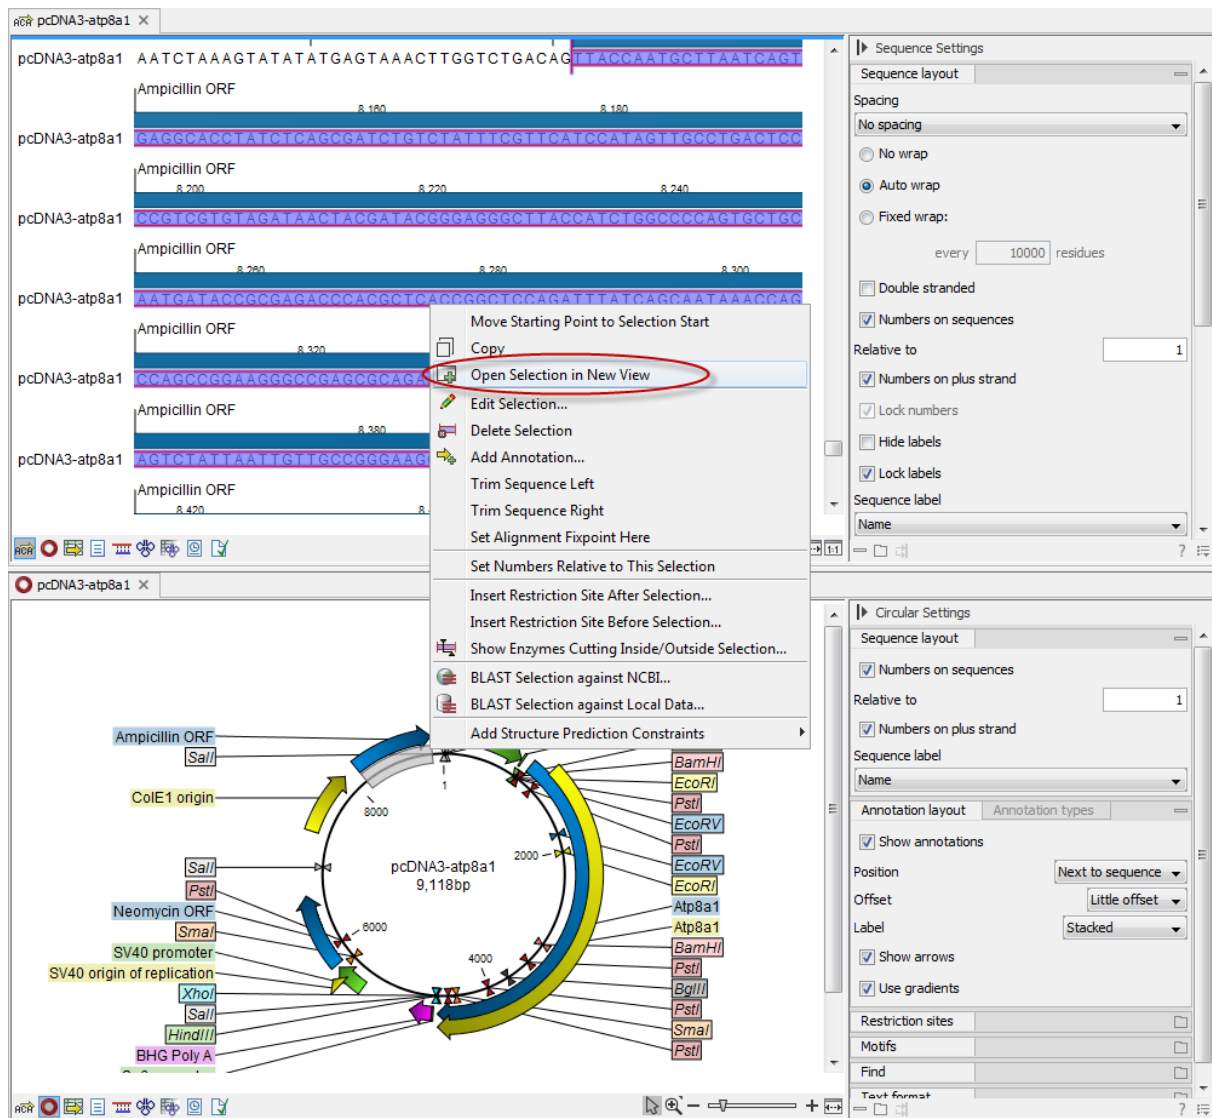 pcDNA3-atp8a1
pcDNA3-atp8a1 AATCTAAAGTATATATGAGTAAACTTGGTCTGACAGTTACCAATGCTTAATCAGT
Ampicillin ORF
8.160 8.180
pcDNA3-atp8a1 GAGGCACCTATCTCAGCGATCTGTCTATTTCGTTCATCCATAGTTGCCTGACTCC
Ampicillin ORF
8.200 8.220 8.240
pcDNA3-atp8a1 CCGTCGTGTAGATAACTACGATACGGGAGGGCTTACCATCTGGCCCCAGTGCTGC
Ampicillin ORF
8.260 8.280 8.300
pcDNA3-atp8a1 AATGATACCGCGAGACCCACGCTCACCGGCTCCAGATTTATCAGCAATAAACCAG
Ampicillin ORF
8.320
pcDNA3-atp8a1 CCAGCCGGAAGGGCCGAGCGCAGA
Ampicillin ORF
8.380
pcDNA3-atp8a1 AGTCTATTAATTGTTGCCGGGAAG
Ampicillin ORF
8.420
Move Starting Point to Selection Start
Copy
Open Selection in New View
Edit Selection...
Delete Selection
Add Annotation...
Trim Sequence Left
Trim Sequence Right
Set Alignment Fixpoint Here
Set Numbers Relative to This Selection
Insert Restriction Site After Selection...
Insert Restriction Site Before Selection...
Show Enzymes Cutting Inside/Outside Selection...
BLAST Selection against NCBI...
BLAST Selection against Local Data...
Add Structure Prediction Constraints
Sequence Settings
Sequence layout
Spacing
No spacing
No wrap
Auto wrap
Fixed wrap:
every 10000 residues
Double stranded
Numbers on sequences
Relative to 1
Numbers on plus strand
Lock numbers
Hide labels
Lock labels
Sequence label
Name
pcDNA3-atp8a1
Ampicillin ORF
SalI
ColE1 origin
SalI
PstI
Neomycin ORF
SmaI
SV40 promoter
SV40 origin of replication
XhoI
SalI
HindIII
BHG Poly A
1
2000
4000
6000
8000
pcDNA3-atp8a1
9,118bp
BamHI
EcoRI
PstI
EcoRV
PstI
EcoRV
EcoRI
Atp8a1
Atp8a1
BamHI
PstI
BglII
PstI
SmaI
PstI
Circular Settings
Sequence layout
Numbers on sequences
Relative to 1
Numbers on plus strand
Sequence label
Name
Annotation layout Annotation types
Show annotations
Position Next to sequence
Offset Little offset
Label Stacked
Show arrows
Use gradients
Restriction sites
Motifs
Find
Text format